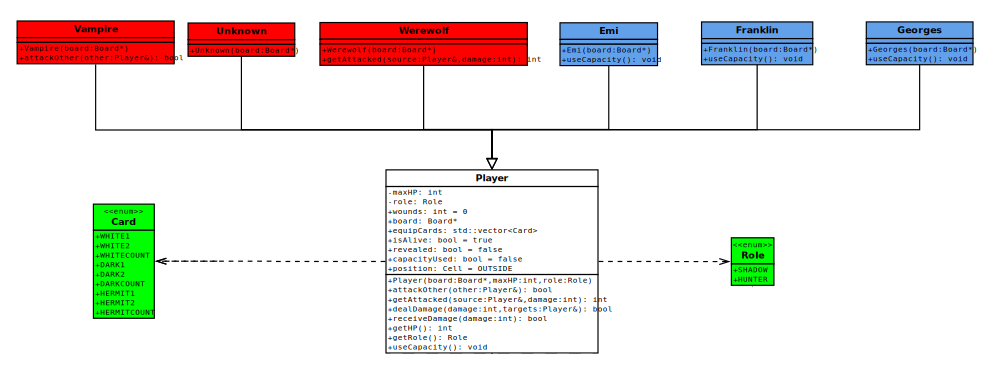 Vampire
+Vampire(board:Board*)
+attackOther(other:Player&): bool
Unknown
+Unknown(board:Board*)
Werewolf
+Werewolf(board:Board*)
+getAttacked(source:Player&,damage:int): int
Emi
+Emi(board:Board*)
+useCapacity(): void
Franklin
+Franklin(board:Board*)
+useCapacity(): void
Georges
+Georges(board:Board*)
+useCapacity(): void
Player
-maxHP: int
-role: Role
+wounds: int = 0
+board: Board*
+equipCards: std::vector<Card>
+isAlive: bool = true
+revealed: bool = false
+capacityUsed: bool = false
+position: Cell = OUTSIDE
+Player(board:Board*,maxHP:int,role:Role)
+attackOther(other:Player&): bool
+getAttacked(source:Player&,damage:int): int
+dealDamage(damage:int,targets:Player&): bool
+receiveDamage(damage:int): bool
+getHP(): int
+getRole(): Role
+useCapacity(): void
<<enum>>
Card
+WHITE1
+WHITE2
+WHITECOUNT
+DARK1
+DARK2
+DARKCOUNT
+HERMIT1
+HERMIT2
+HERMITCOUNT
<<enum>>
Role
+SHADOW
+HUNTER